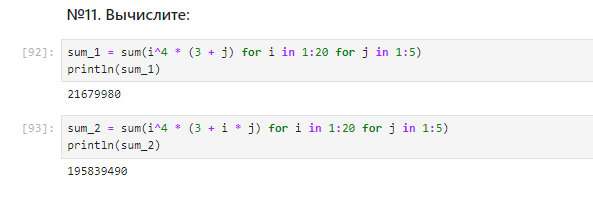 №11. Вычислите:
[92]: sum_1 = sum(i^4 * (3 + j) for i in 1:20 for j in 1:5)
println(sum_1)
21679980
[93]: sum_2 = sum(i^4 * (3 + i * j) for i in 1:20 for j in 1:5)
println(sum_2)
195839490